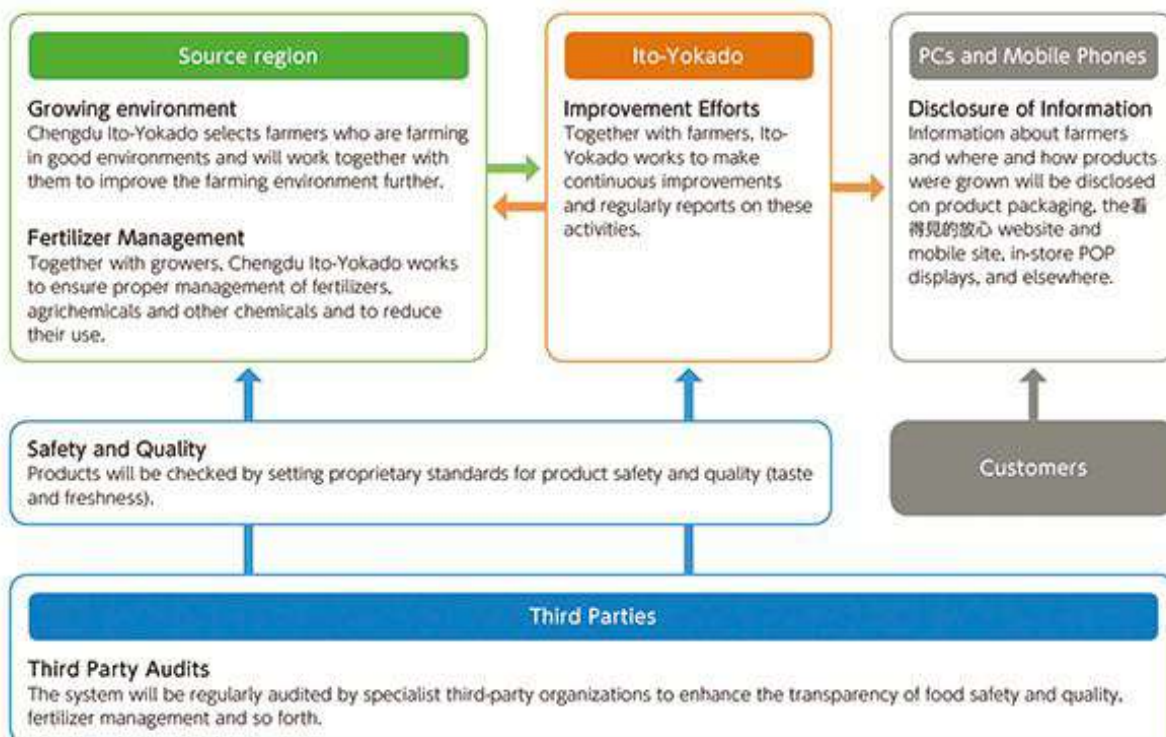 Source region
Growing environment
Chengdu Ito-Yokado selects farmers who are farming
in good environments and will work together with
them to improve the farming environment further.
Fertilizer Management
Together with growers, Chengdu Ito-Yokado works
to ensure proper management of fertilizers,
agrichemicals and other chemicals and to reduce
their use.
Ito-Yokado
Improvement Efforts
Together with farmers, Ito-
Yokado works to make
continuous improvements
and regularly reports on these
activities.
PCs and Mobile Phones
Disclosure of Information
Information about farmers
and where and how products
were grown will be disclosed
on product packaging, the看
得見的放心 website and
mobile site, in-store POP
displays, and elsewhere.
Safety and Quality
Products will be checked by setting proprietary standards for product safety and quality (taste
and freshness).
Customers
Third Parties
Third Party Audits
The system will be regularly audited by specialist third-party organizations to enhance the transparency of food safety and quality,
fertilizer management and so forth.